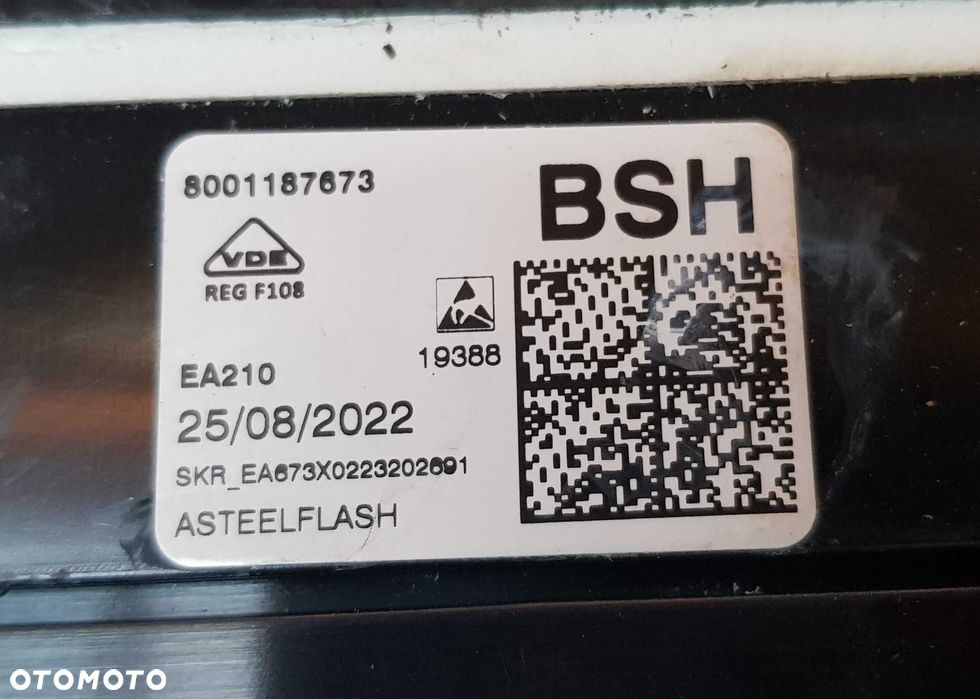 8001187673
BSH
VDE
REG F108
19388
EA210
25/08/2022
SKR_EA673X0223202691
ASTEELFLASH
OTOMOTO